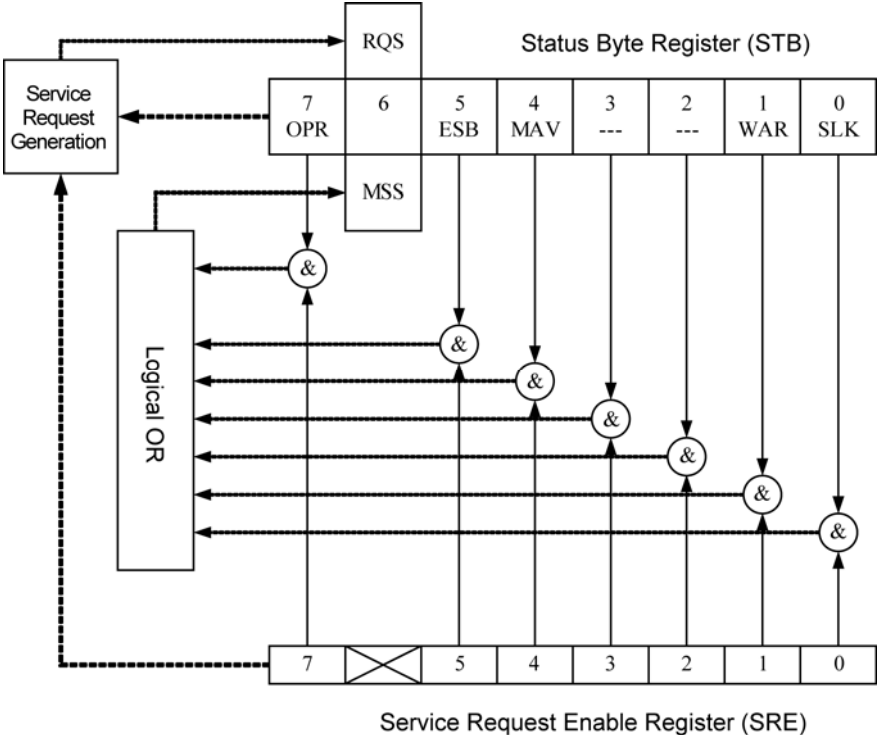 RQS
Status Byte Register (STB)
Service
Request
Generation
7 6 5 4 3 2 1 0
OPR ESB MAV --- --- WAR SLK
MSS
&
&
&
&
&
&
&
Logical OR
7 5 4 3 2 1 0
Service Request Enable Register (SRE)